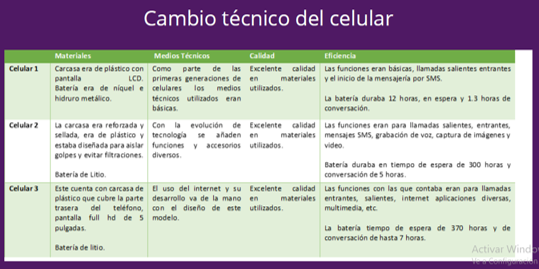 Cambio técnico del celular
Materiales Medios Técnicos Calidad Eficiencia
Celular 1
Carcasa era de plástico con
pantalla LCD.
Batería era de níquel e
hidruro metálico.
Como parte de las
primeras generaciones de
celulares los medios
técnicos utilizados eran
básicas.
Excelente calidad
en materiales
utilizados.
Las funciones eran básicas, llamadas salientes entrantes
y el inicio de la mensajería por SMS.
La batería duraba 12 horas, en espera y 1.3 horas de
conversación.
Celular 2
La carcasa era reforzada y
sellada, era de plástico y
estaba diseñada para aislar
golpes y evitar filtraciones.
Batería de Litio.
Con la evolución de
tecnología se añaden
funciones y accesorios
diversos.
Excelente calidad
en materiales
utilizados.
Las funciones eran para llamadas salientes, entrantes,
mensajes SMS, grabación de voz, captura de imágenes y
video.
Batería duraba en tiempo de espera de 300 horas y
conversación de 5 horas.
Celular 3
Este cuenta con carcasa de
plástico que cubre la parte
trasera del teléfono,
pantalla full hd de 5
pulgadas.
Batería de litio.
El uso del internet y su
desarrollo va de la mano
con el diseño de este
modelo.
Excelente calidad
en materiales
utilizados.
Las funciones con las que contaba eran para llamadas
entrantes, salientes, internet aplicaciones diversas,
multimedia, etc.
La batería tiempo de espera de 370 horas y de
conversación de hasta 7 horas.
Activar Windo
Ve a Configuración